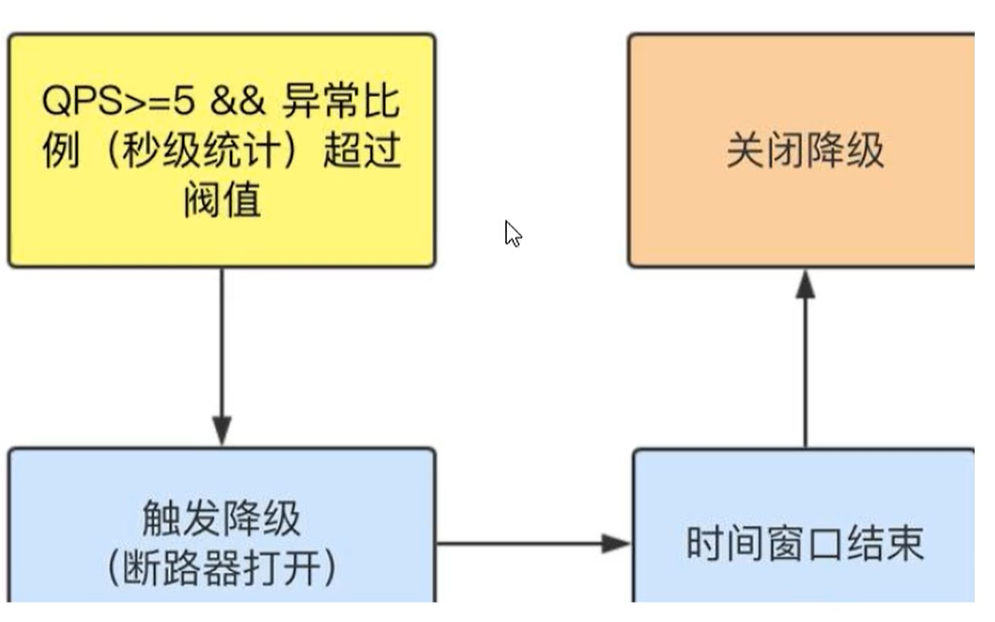 QPS>=5 && 异常比
例（秒级统计）超过
阀值
关闭降级
触发降级
（断路器打开）
时间窗口结束